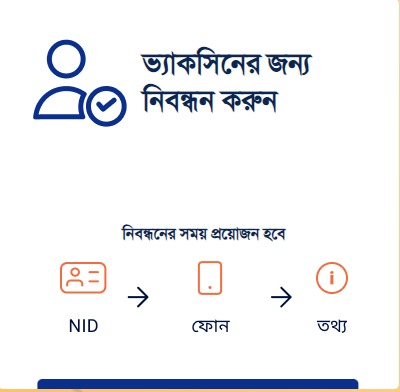 ভ্যাকসিনের জন্য
নিবন্ধন করুন
নিবন্ধনের সময় প্রয়োজন হবে
NID
ফোন
তথ্য